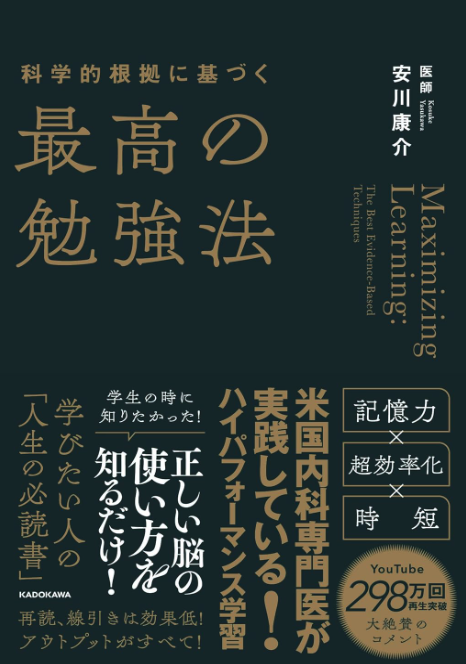 科学的根拠に基づく
最高の
勉強法
医師
安川康介
Kosuke
Yasukawa
Maximizing
Learning:
The Best Evidence-Based
Techniques
記憶力
×
超効率化
×
時短
YouTube
298万回
再生突破
大絶賛の
コメント
米国内科専門医が
実践している!
ハイパフォーマンス学習
学生の時に
知りたかった!
正しい脳の
使い方を
知るだけ!
学びたい人の
「人生の必読書」
KADOKAWA
再読、線引きは効果低!
アウトプットがすべて!